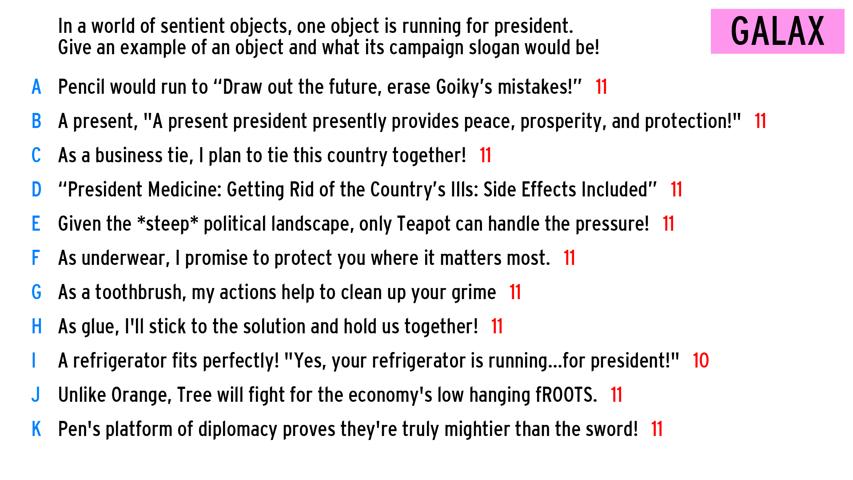 In a world of sentient objects, one object is running for president.
Give an example of an object and what its campaign slogan would be!
GALAX
A Pencil would run to “Draw out the future, erase Goiky’s mistakes!” 11
B A present, "A present president presently provides peace, prosperity, and protection!" 11
C As a business tie, I plan to tie this country together! 11
D “President Medicine: Getting Rid of the Country’s Ills: Side Effects Included” 11
E Given the *steep* political landscape, only Teapot can handle the pressure! 11
F As underwear, I promise to protect you where it matters most. 11
G As a toothbrush, my actions help to clean up your grime 11
H As glue, I'll stick to the solution and hold us together! 11
I A refrigerator fits perfectly! "Yes, your refrigerator is running...for president!" 10
J Unlike Orange, Tree will fight for the economy's low hanging fROOTS. 11
K Pen's platform of diplomacy proves they're truly mightier than the sword! 11